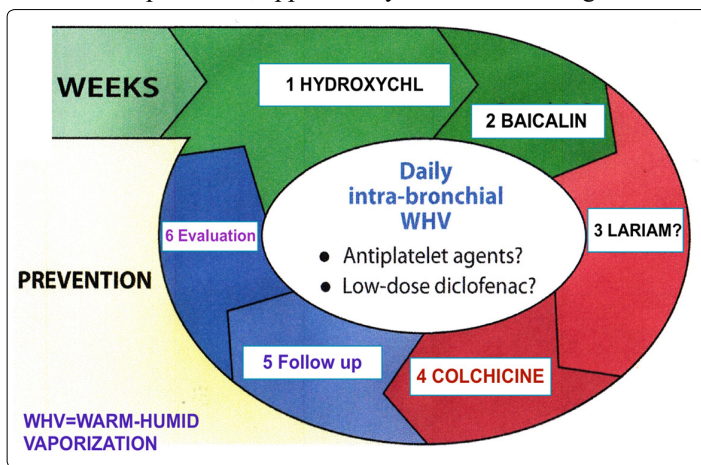 WEEKS
1 HYDROXYCHL
2 BAICALIN
3 LARIAM?
4 COLCHICINE
5 Follow up
6 Evaluation
Daily
intra-bronchial
WHV
• Antiplatelet agents?
• Low-dose diclofenac?
PREVENTION
WHV=WARM-HUMID
VAPORIZATION